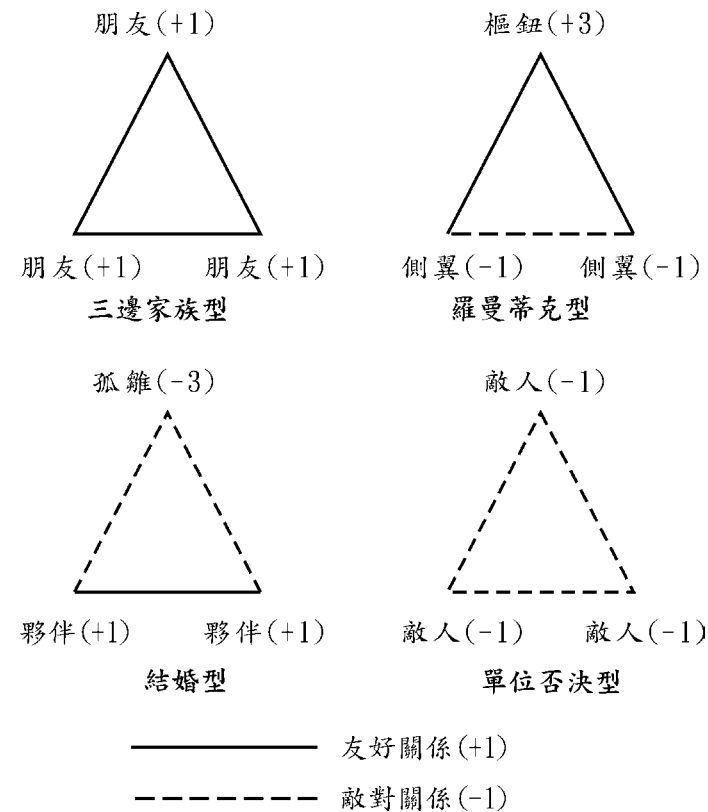 朋友(+1) 樞鈕(+3)
朋友(+1) 朋友(+1) 側翼(-1) 側翼(-1)
三邊家族型 羅曼蒂克型
孤雛(-3) 敵人(-1)
夥伴(+1) 夥伴(+1) 敵人(-1) 敵人(-1)
結婚型 單位否決型
友好關係(+1)
敵對關係(-1)